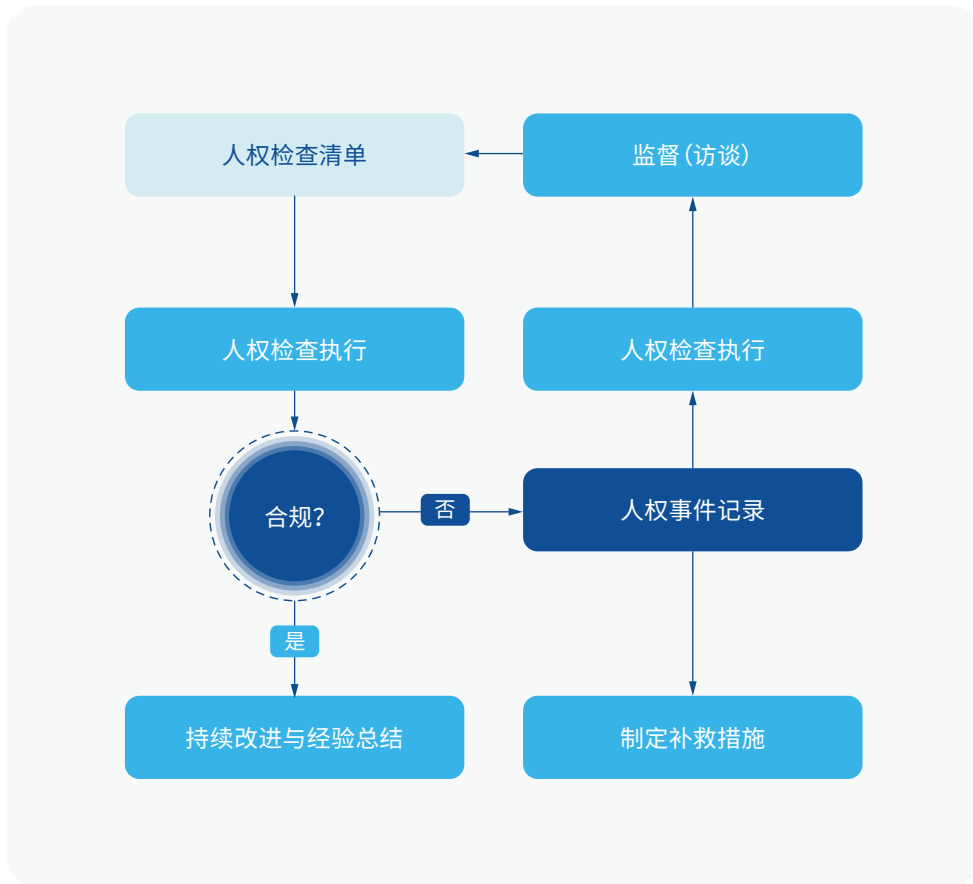 人权检查清单
监督(访谈)
人权检查执行
人权检查执行
合规?
否
人权事件记录
是
持续改进与经验总结
制定补救措施